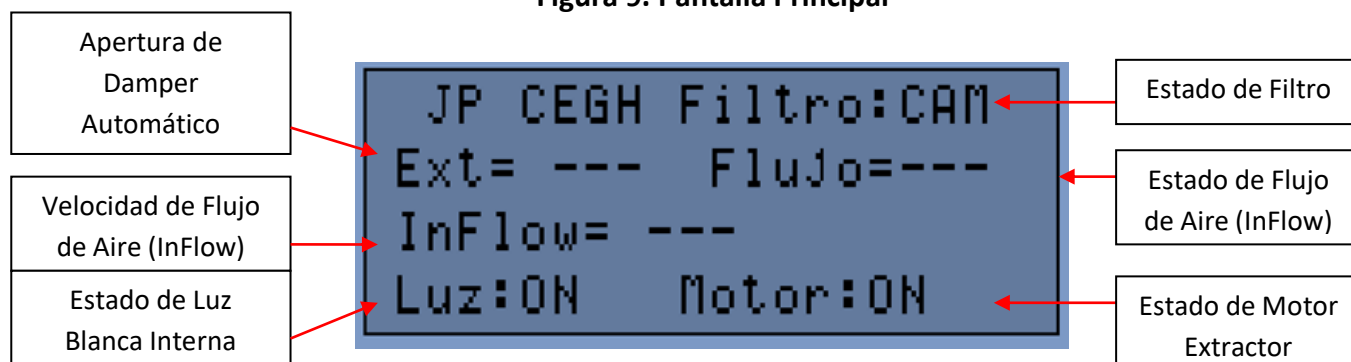 Figura 9. Pantalla Principal
Apertura de
Damper
Automático
Velocidad de Flujo
de Aire (InFlow)
Estado de Luz
Blanca Interna
JP CEGH Filtro:CAM
Ext= --- Flujo=---
InFlow= ---
Luz:ON Motor:ON
Estado de Filtro
Estado de Flujo
de Aire (InFlow)
Estado de Motor
Extractor